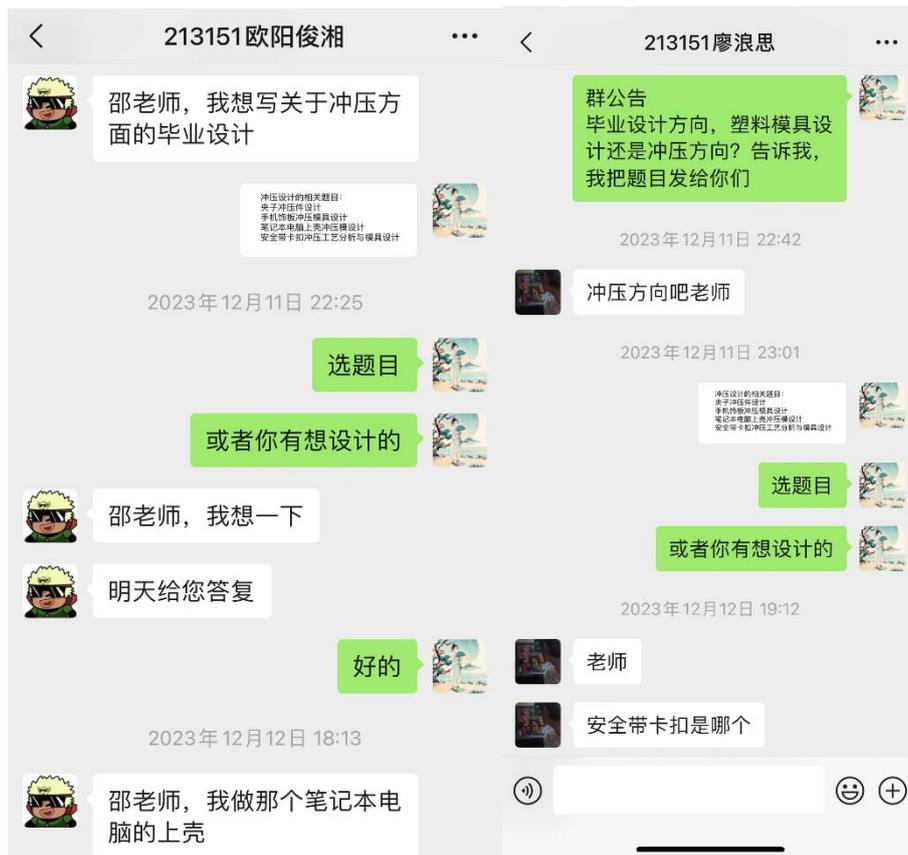 213151欧阳俊湘
邵老师，我想写关于冲压方
面的毕业设计
冲压设计的相关题目：
夹子冲压件设计
手机饰板冲压模具设计
笔记本电脑上壳冲压模设计
安全带卡扣冲压工艺分析与模具设计
2023年12月11日 22:25
选题目
或者你有想设计的
邵老师，我想一下
明天给您答复
好的
2023年12月12日 18:13
邵老师，我做那个笔记本电
脑的上壳
213151廖浪思
群公告
毕业设计方向，塑料模具设
计还是冲压方向？告诉我，
我把题目发给你们
2023年12月11日 22:42
冲压方向吧老师
2023年12月11日 23:01
冲压设计的相关题目：
夹子冲压件设计
手机饰板冲压模具设计
笔记本电脑上壳冲压模设计
安全带卡扣冲压工艺分析与模具设计
选题目
或者你有想设计的
2023年12月12日 19:12
老师
安全带卡扣是哪个